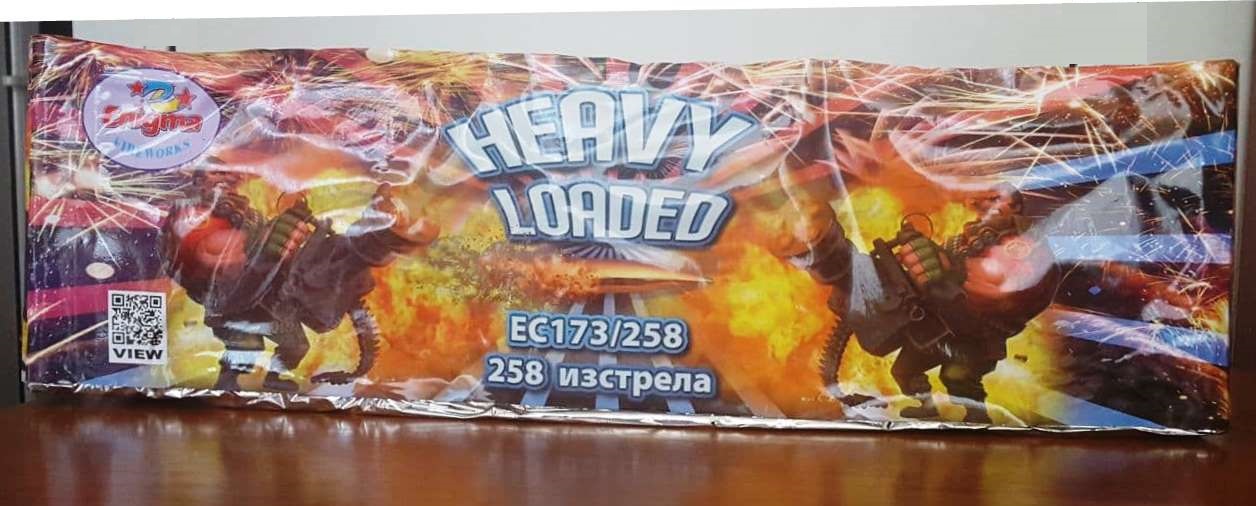 Enigma
FIREWORKS
HEAVY
LOADED
VIEW
EC173/258
258 изстрела